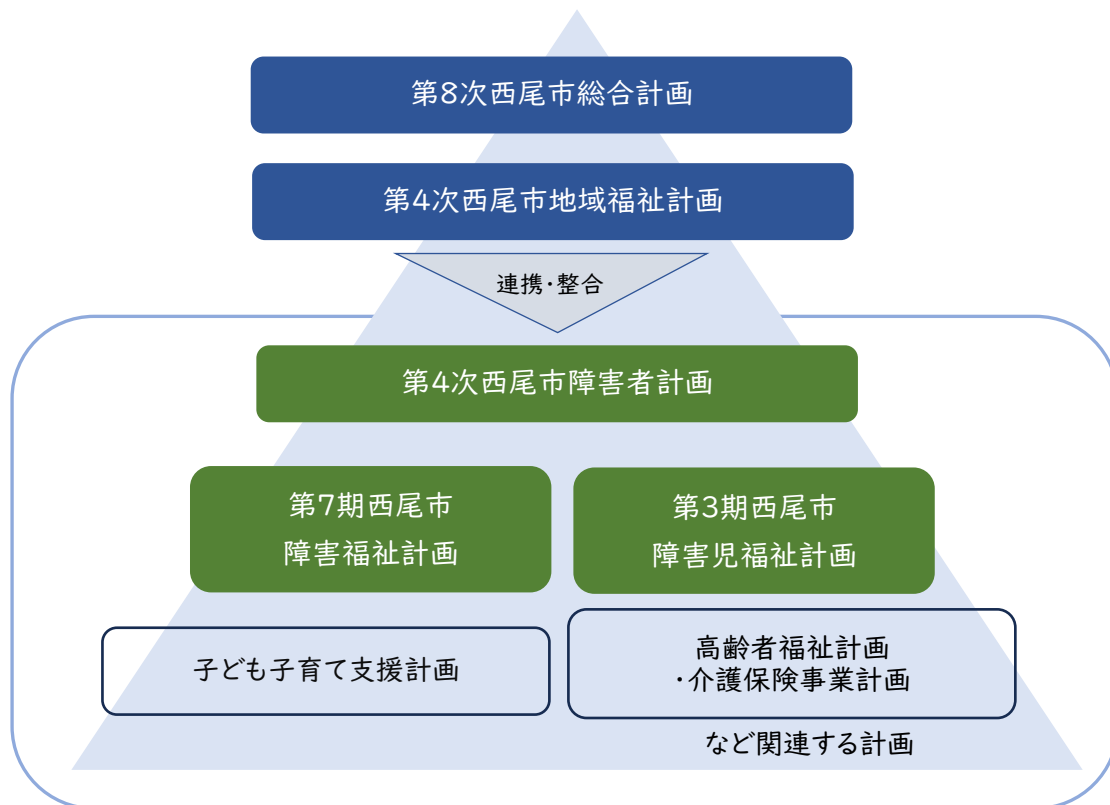 第8次西尾市総合計画
第4次西尾市地域福祉計画
連携・整合
第4次西尾市障害者計画
第7期西尾市
障害福祉計画
第3期西尾市
障害児福祉計画
子ども子育て支援計画
高齢者福祉計画
・介護保険事業計画
など関連する計画